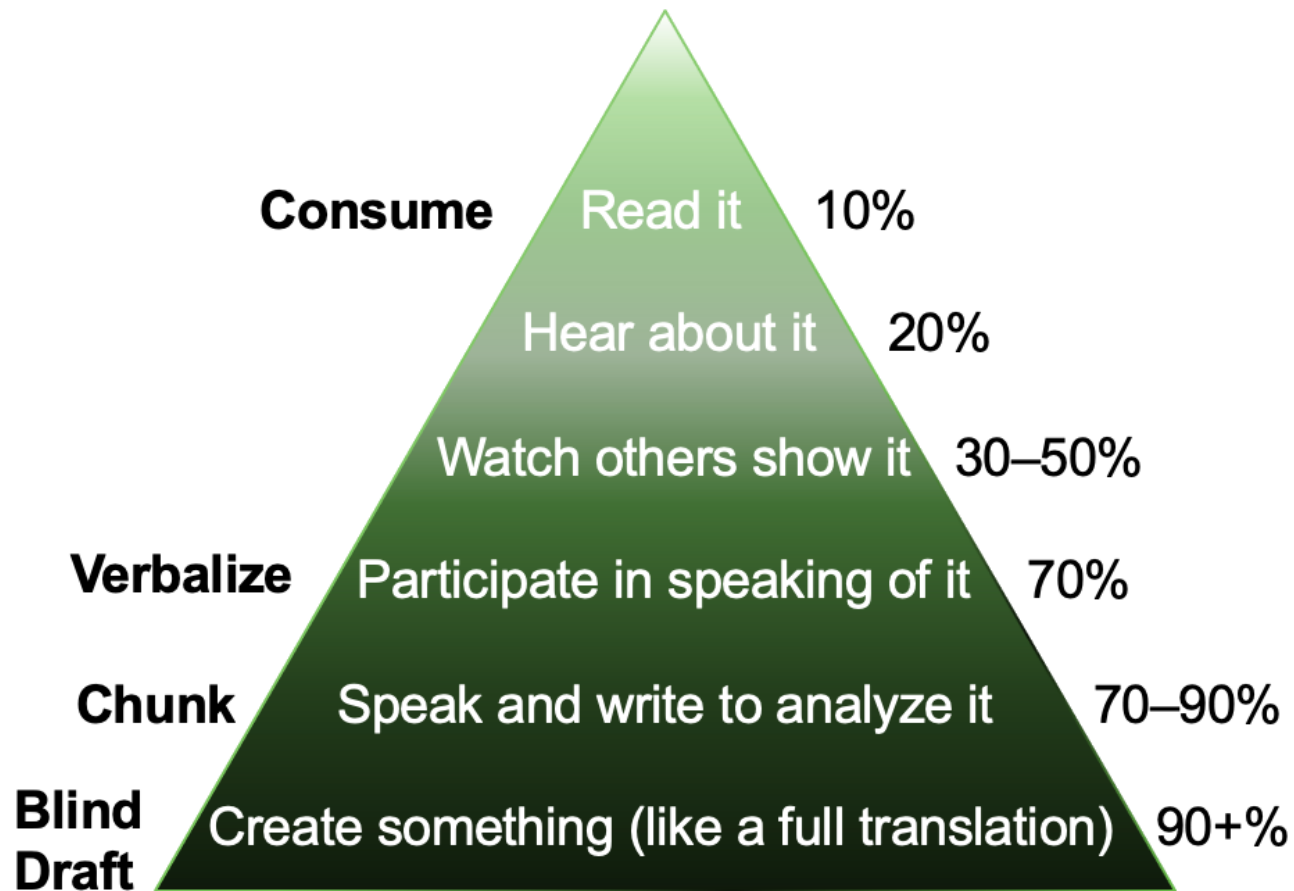 Consume Read it 10%
Hear about it 20%
Watch others show it 30–50%
Verbalize Participate in speaking of it 70%
Chunk Speak and write to analyze it 70–90%
Blind
Draft Create something (like a full translation) 90+%